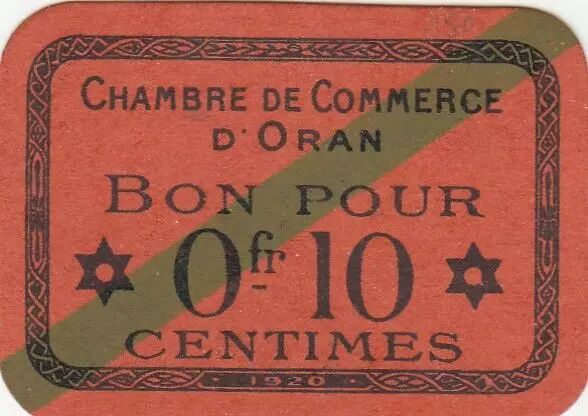 CHAMBRE DE COMMERCE
D'ORAN
BON POUR
0fr 10
CENTIMES
1920